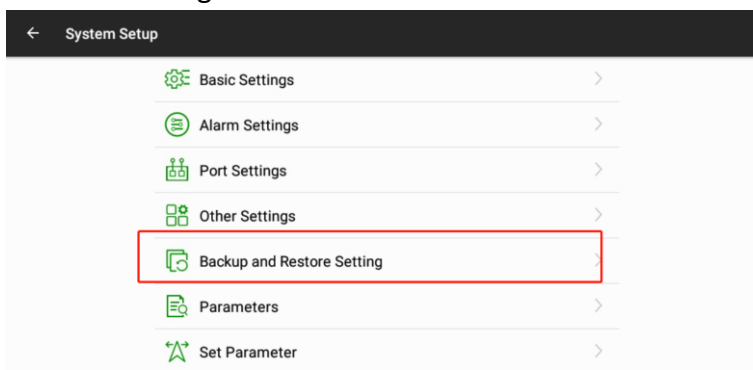 System Setup
Basic Settings
Alarm Settings
Port Settings
Other Settings
Backup and Restore Setting
Parameters
Set Parameter